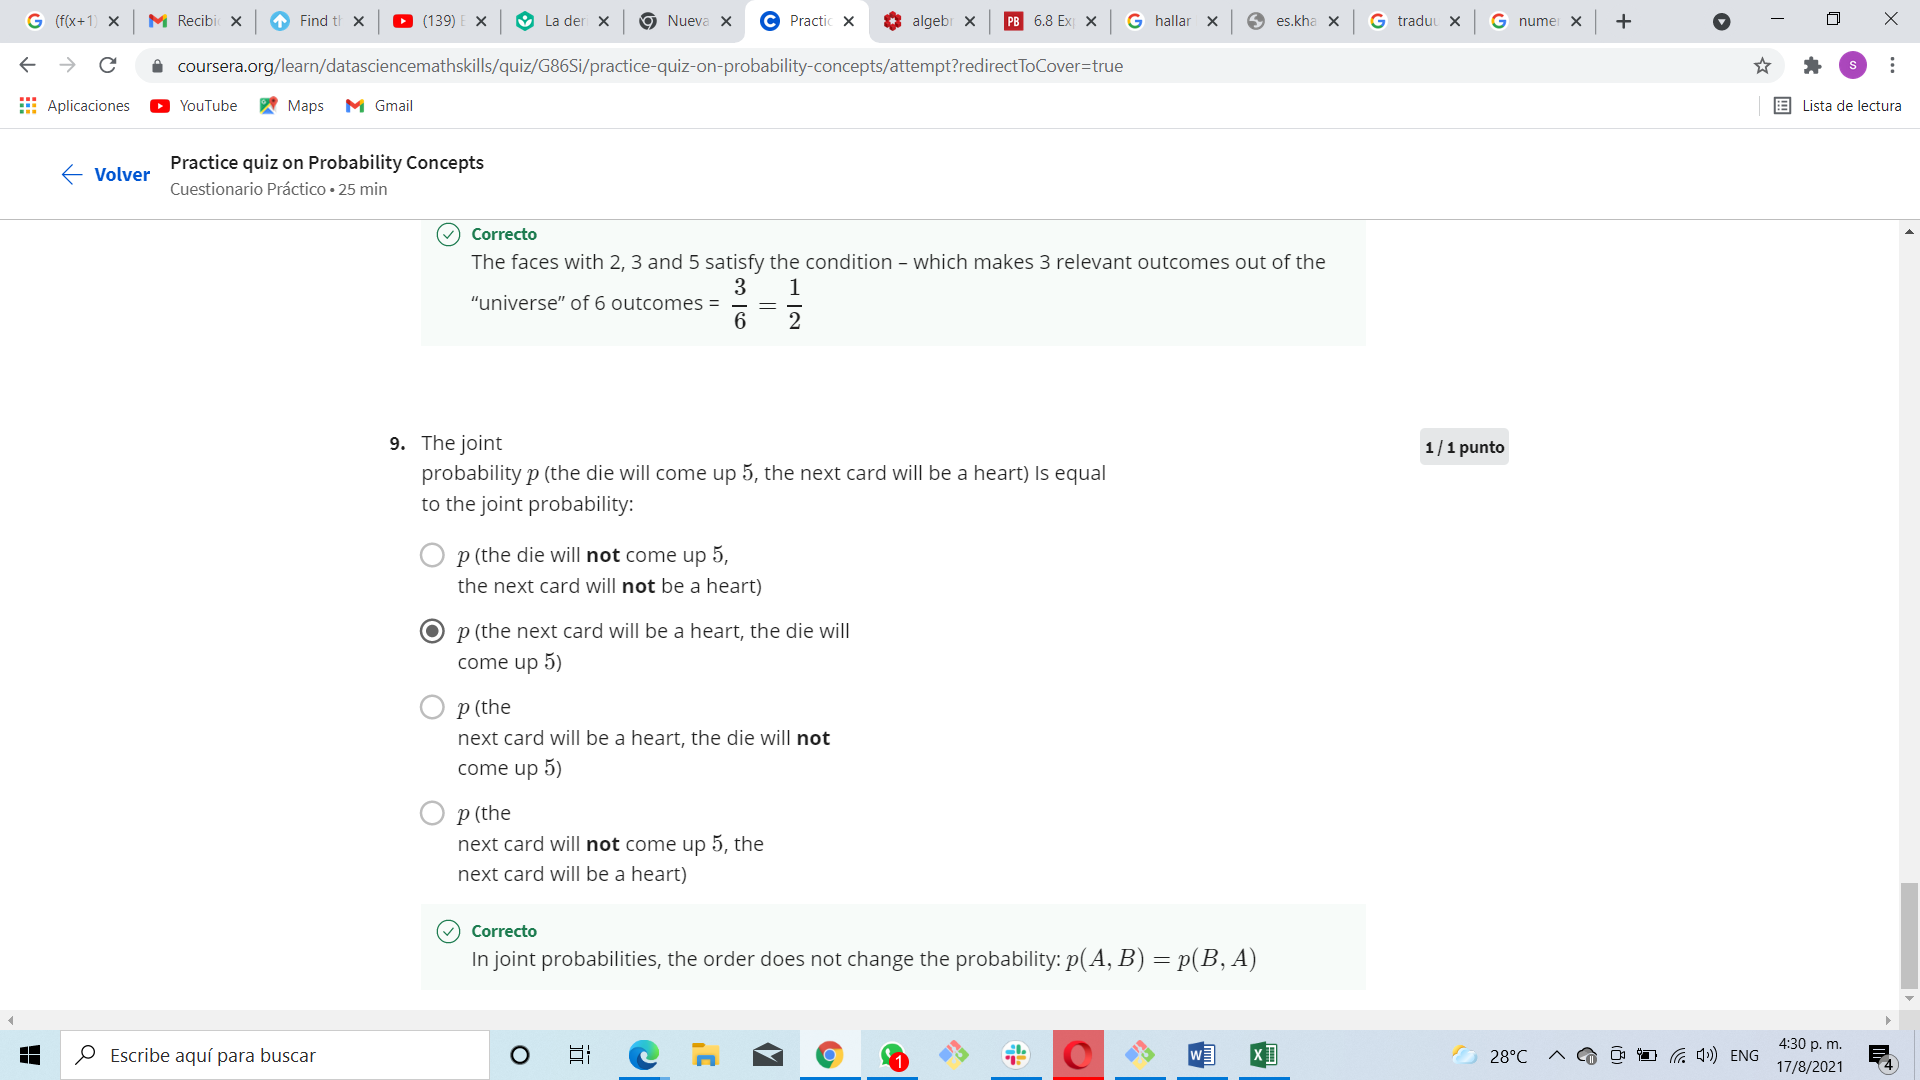 (f(x+1)
Recibi
Find th
(139) E
La deri
Nueva
Practic
algebr
PB
6.8 Exp
hallar
es.kha
traduc
numer
coursera.org/learn/datasciencemathskills/quiz/G86Si/practice-quiz-on-probability-concepts/attempt?redirectToCover=true
S
Aplicaciones
YouTube
Maps
Gmail
Lista de lectura
Volver
Practice quiz on Probability Concepts
Cuestionario Práctico • 25 min
Correcto
The faces with 2, 3 and 5 satisfy the condition – which makes 3 relevant outcomes out of the
“universe” of 6 outcomes = 3/6 = 1/2
9. The joint
1 / 1 punto
probability p (the die will come up 5, the next card will be a heart) Is equal
to the joint probability:
p (the die will not come up 5,
the next card will not be a heart)
p (the next card will be a heart, the die will
come up 5)
p (the
next card will be a heart, the die will not
come up 5)
p (the
next card will not come up 5, the
next card will be a heart)
Correcto
In joint probabilities, the order does not change the probability: p(A, B) = p(B, A)
Escribe aquí para buscar
1
28°C
ENG
4:30 p. m.
17/8/2021
4